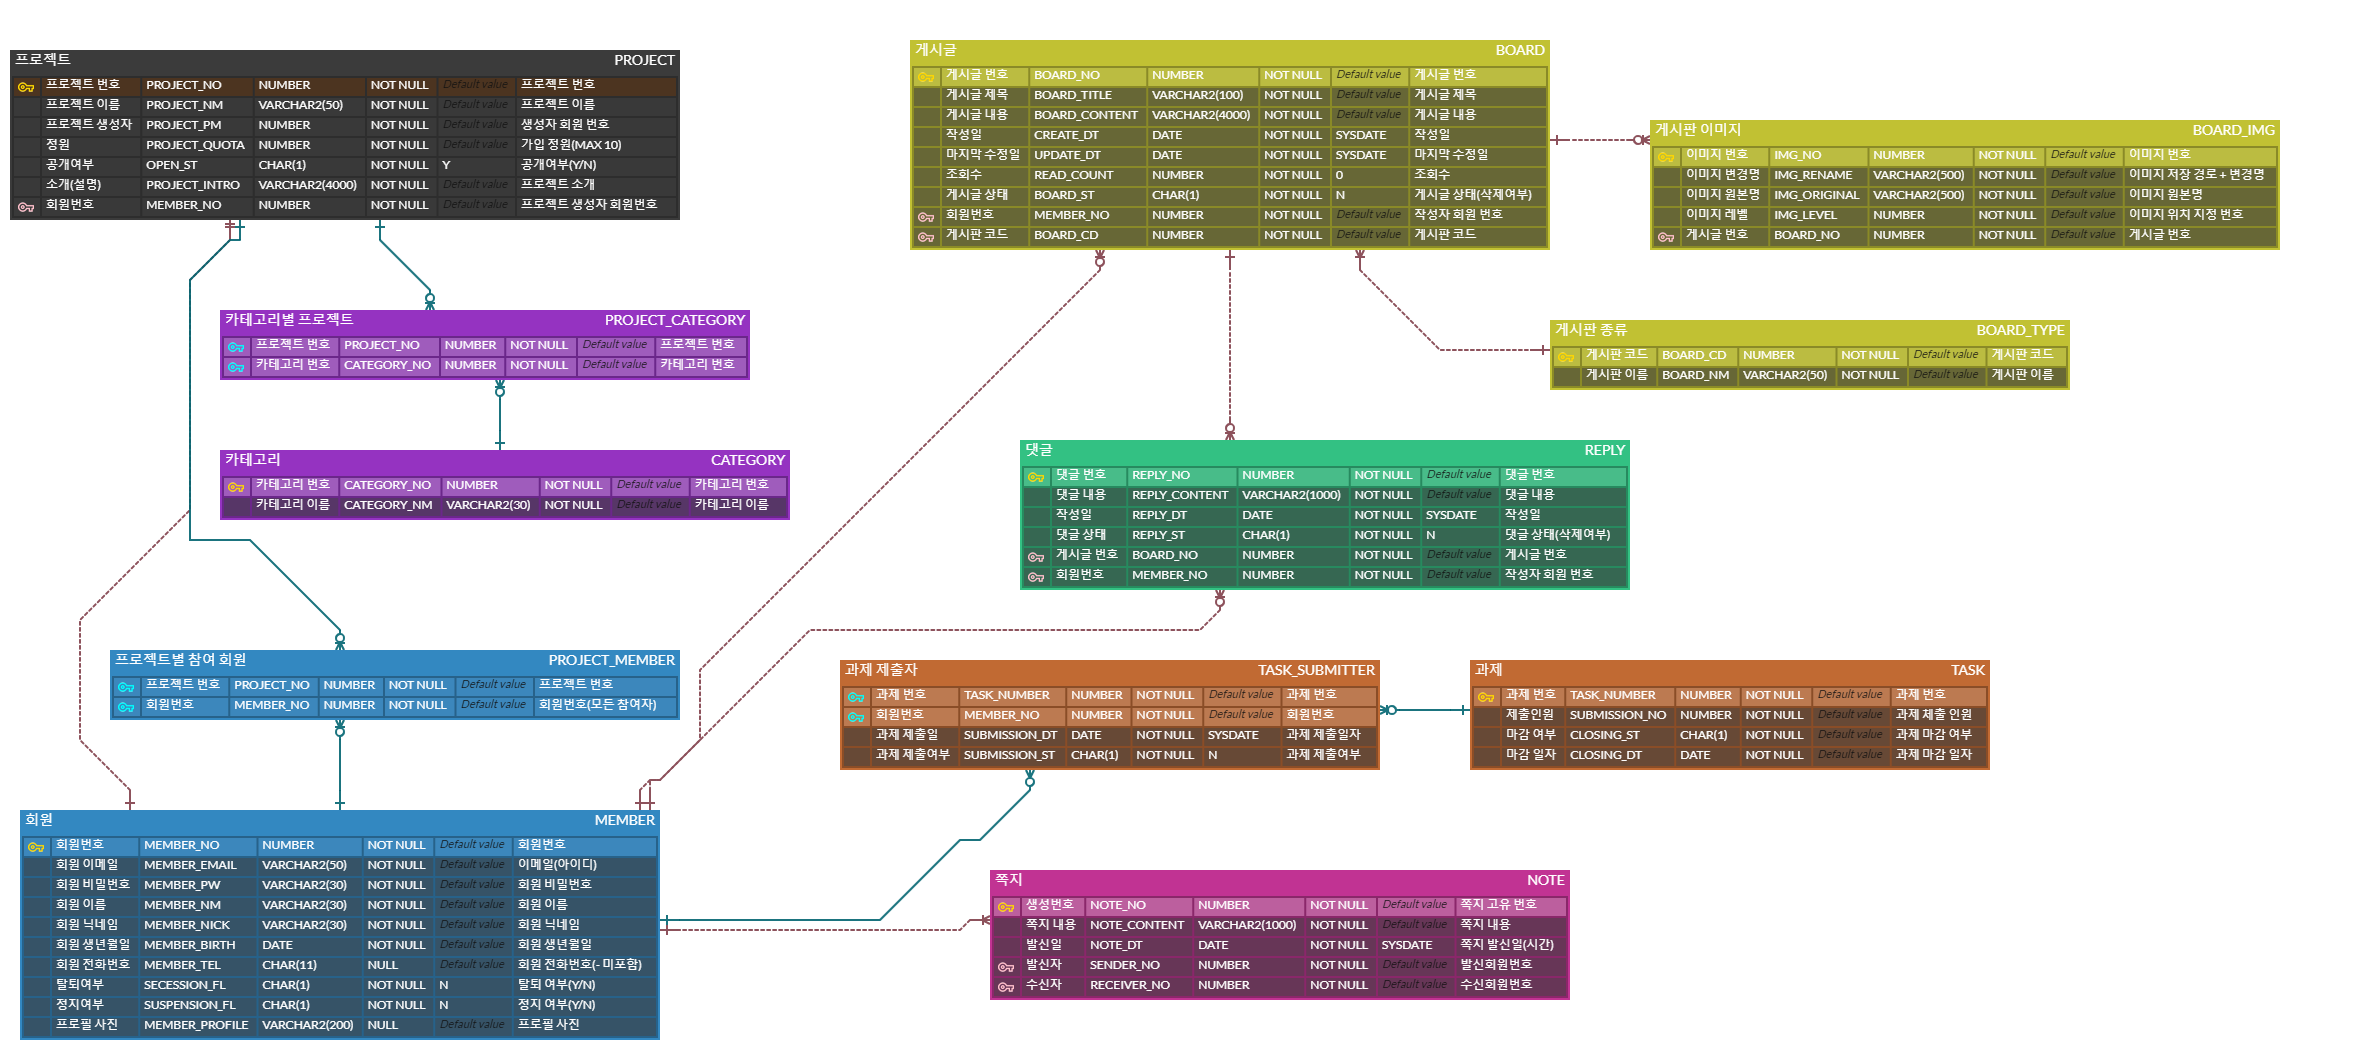 프로젝트 PROJECT
프로젝트 번호 PROJECT_NO NUMBER NOT NULL Default value 프로젝트 번호
프로젝트 이름 PROJECT_NM VARCHAR2(50) NOT NULL Default value 프로젝트 이름
프로젝트 생성자 PROJECT_PM NUMBER NOT NULL Default value 생성자 회원 번호
정원 PROJECT_QUOTA NUMBER NOT NULL Default value 가입 정원(MAX 10)
공개여부 OPEN_ST CHAR(1) NOT NULL Y 공개여부(Y/N)
소개(설명) PROJECT_INTRO VARCHAR2(4000) NOT NULL Default value 프로젝트 소개
회원번호 MEMBER_NO NUMBER NOT NULL Default value 프로젝트 생성자 회원번호
게시글 BOARD
게시글 번호 BOARD_NO NUMBER NOT NULL Default value 게시글 번호
게시글 제목 BOARD_TITLE VARCHAR2(100) NOT NULL Default value 게시글 제목
게시글 내용 BOARD_CONTENT VARCHAR2(4000) NOT NULL Default value 게시글 내용
작성일 CREATE_DT DATE NOT NULL SYSDATE 작성일
마지막 수정일 UPDATE_DT DATE NOT NULL SYSDATE 마지막 수정일
조회수 READ_COUNT NUMBER NOT NULL 0 조회수
게시글 상태 BOARD_ST CHAR(1) NOT NULL N 게시글 상태(삭제여부)
회원번호 MEMBER_NO NUMBER NOT NULL Default value 작성자 회원 번호
게시판 코드 BOARD_CD NUMBER NOT NULL Default value 게시판 코드
게시판 이미지 BOARD_IMG
이미지 번호 IMG_NO NUMBER NOT NULL Default value 이미지 번호
이미지 변경명 IMG_RENAME VARCHAR2(500) NOT NULL Default value 이미지 저장 경로 + 변경명
이미지 원본명 IMG_ORIGINAL VARCHAR2(500) NOT NULL Default value 이미지 원본명
이미지 레벨 IMG_LEVEL NUMBER NOT NULL Default value 이미지 위치 지정 번호
게시글 번호 BOARD_NO NUMBER NOT NULL Default value 게시글 번호
카테고리별 프로젝트 PROJECT_CATEGORY
프로젝트 번호 PROJECT_NO NUMBER NOT NULL Default value 프로젝트 번호
카테고리 번호 CATEGORY_NO NUMBER NOT NULL Default value 카테고리 번호
게시판 종류 BOARD_TYPE
게시판 코드 BOARD_CD NUMBER NOT NULL Default value 게시판 코드
게시판 이름 BOARD_NM VARCHAR2(50) NOT NULL Default value 게시판 이름
카테고리 CATEGORY
카테고리 번호 CATEGORY_NO NUMBER NOT NULL Default value 카테고리 번호
카테고리 이름 CATEGORY_NM VARCHAR2(30) NOT NULL Default value 카테고리 이름
댓글 REPLY
댓글 번호 REPLY_NO NUMBER NOT NULL Default value 댓글 번호
댓글 내용 REPLY_CONTENT VARCHAR2(1000) NOT NULL Default value 댓글 내용
작성일 REPLY_DT DATE NOT NULL SYSDATE 작성일
댓글 상태 REPLY_ST CHAR(1) NOT NULL N 댓글 상태(삭제여부)
게시글 번호 BOARD_NO NUMBER NOT NULL Default value 게시글 번호
회원번호 MEMBER_NO NUMBER NOT NULL Default value 작성자 회원 번호
프로젝트별 참여 회원 PROJECT_MEMBER
프로젝트 번호 PROJECT_NO NUMBER NOT NULL Default value 프로젝트 번호
회원번호 MEMBER_NO NUMBER NOT NULL Default value 회원번호(모든 참여자)
과제 제출자 TASK_SUBMITTER
과제 번호 TASK_NUMBER NUMBER NOT NULL Default value 과제 번호
회원번호 MEMBER_NO NUMBER NOT NULL Default value 회원번호
과제 제출일 SUBMISSION_DT DATE NOT NULL SYSDATE 과제 제출일자
과제 제출여부 SUBMISSION_ST CHAR(1) NOT NULL N 과제 제출여부
과제 TASK
과제 번호 TASK_NUMBER NUMBER NOT NULL Default value 과제 번호
제출인원 SUBMISSION_NO NUMBER NOT NULL Default value 과제 제출 인원
마감 여부 CLOSING_ST CHAR(1) NOT NULL Default value 과제 마감 여부
마감 일자 CLOSING_DT DATE NOT NULL Default value 과제 마감 일자
회원 MEMBER
회원번호 MEMBER_NO NUMBER NOT NULL Default value 회원번호
회원 이메일 MEMBER_EMAIL VARCHAR2(50) NOT NULL Default value 이메일(아이디)
회원 비밀번호 MEMBER_PW VARCHAR2(30) NOT NULL Default value 회원 비밀번호
회원 이름 MEMBER_NM VARCHAR2(30) NOT NULL Default value 회원 이름
회원 닉네임 MEMBER_NICK VARCHAR2(30) NOT NULL Default value 회원 닉네임
회원 생년월일 MEMBER_BIRTH DATE NOT NULL Default value 회원 생년월일
회원 전화번호 MEMBER_TEL CHAR(11) NULL Default value 회원 전화번호(- 미포함)
탈퇴여부 SECESSION_FL CHAR(1) NOT NULL N 탈퇴 여부(Y/N)
정지여부 SUSPENSION_FL CHAR(1) NOT NULL N 정지 여부(Y/N)
프로필 사진 MEMBER_PROFILE VARCHAR2(200) NULL Default value 프로필 사진
쪽지 NOTE
생성번호 NOTE_NO NUMBER NOT NULL Default value 쪽지 고유 번호
쪽지 내용 NOTE_CONTENT VARCHAR2(1000) NOT NULL Default value 쪽지 내용
발신일 NOTE_DT DATE NOT NULL SYSDATE 쪽지 발신일(시간)
발신자 SENDER_NO NUMBER NOT NULL Default value 발신회원번호
수신자 RECEIVER_NO NUMBER NOT NULL Default value 수신회원번호